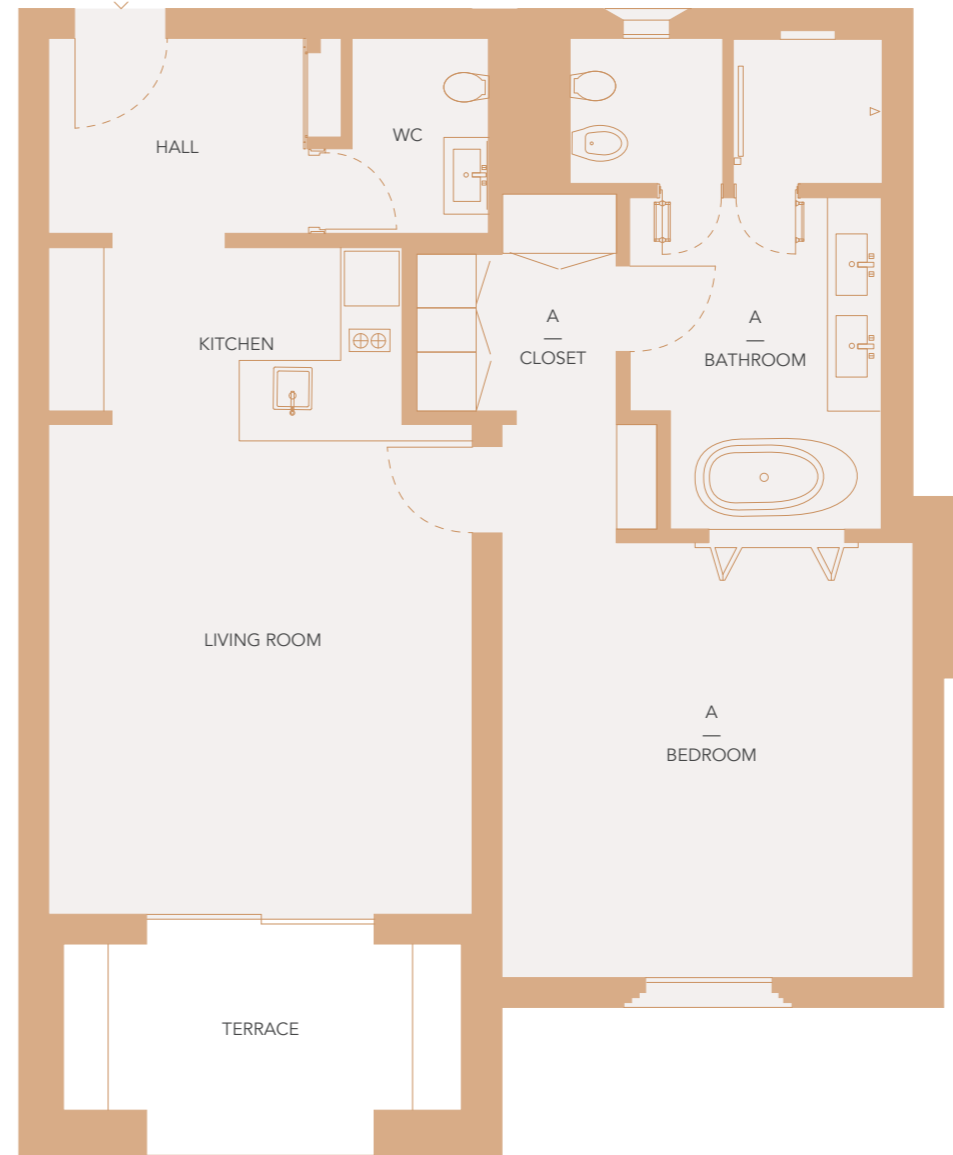 WC
HALL
A
CLOSET
A
BATHROOM
KITCHEN
LIVING ROOM
A
BEDROOM
TERRACE